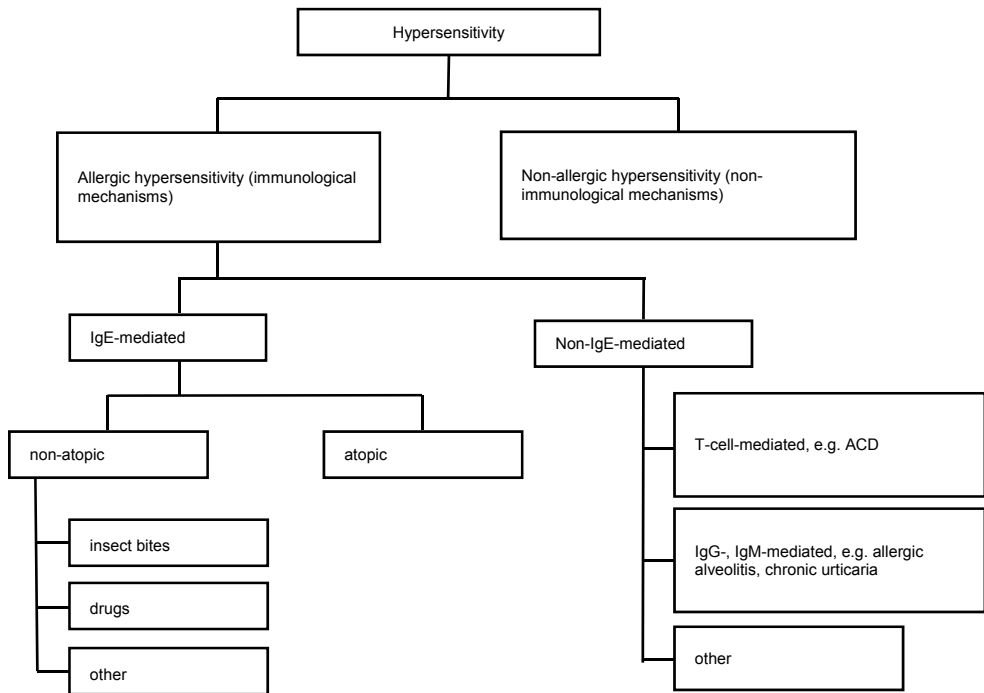 Hypersensitivity
Allergic hypersensitivity (immunological
mechanisms)
Non-allergic hypersensitivity (non-
immunological mechanisms)
IgE-mediated
Non-IgE-mediated
non-atopic
atopic
T-cell-mediated, e.g. ACD
insect bites
IgG-, IgM-mediated, e.g. allergic
alveolitis, chronic urticaria
drugs
other
other